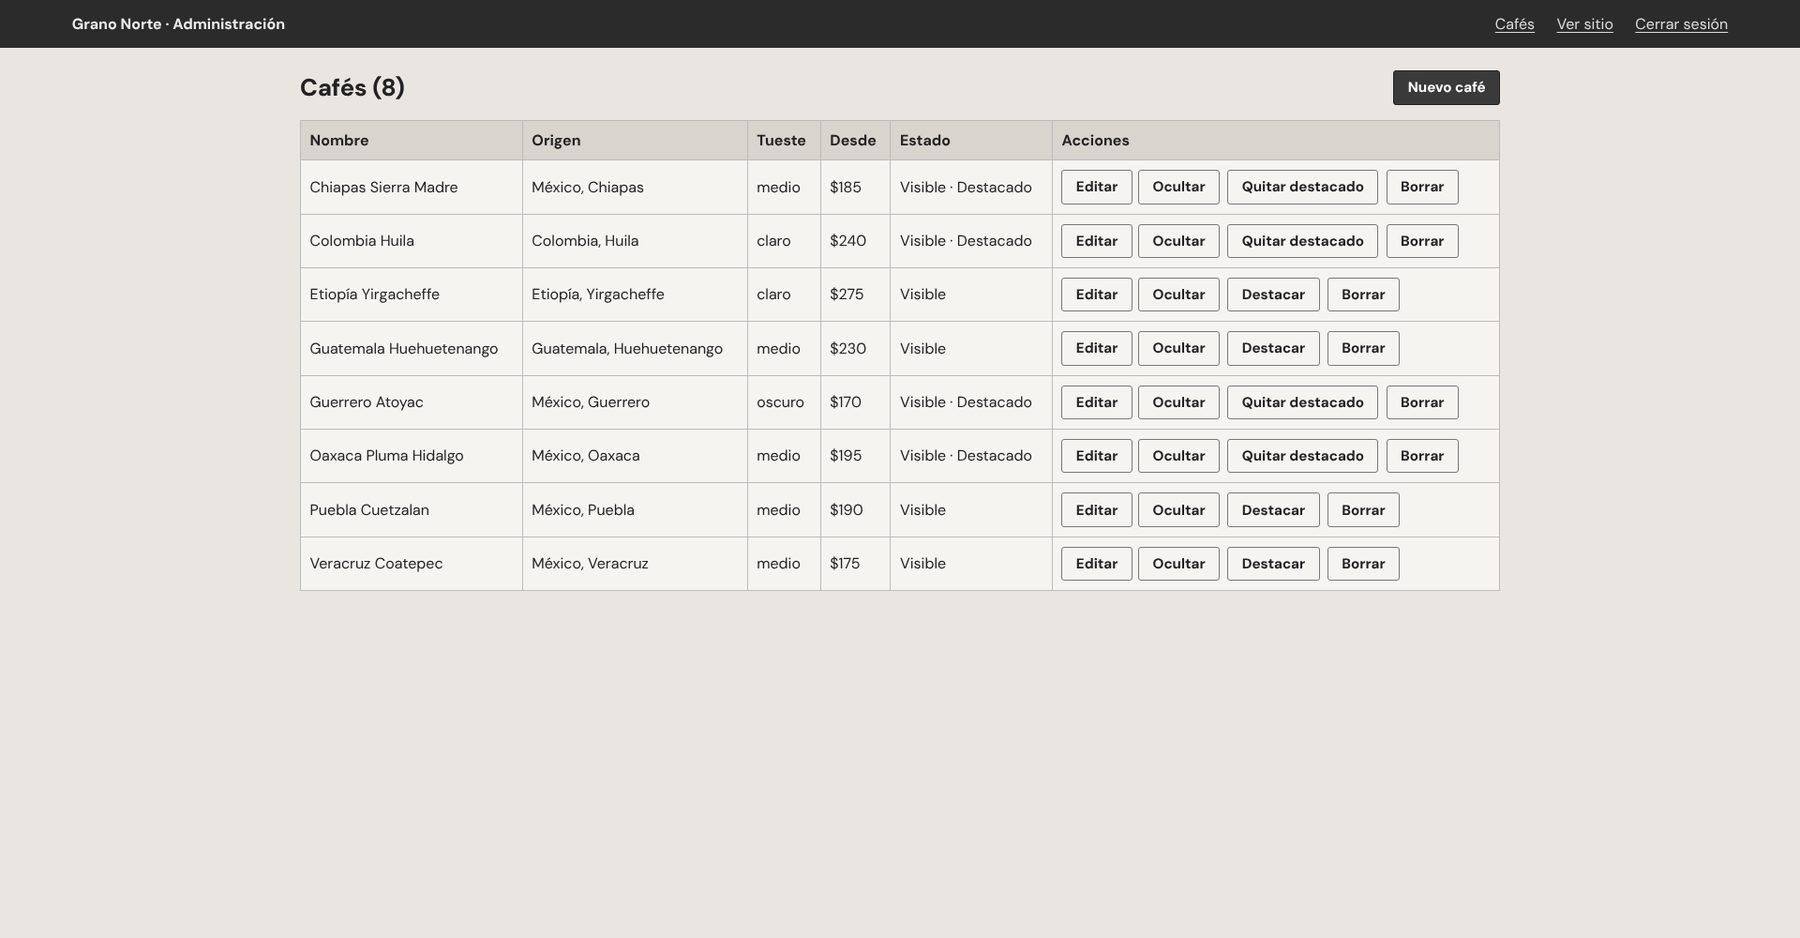 Grano Norte · Administración Cafés Ver sitio Cerrar sesión
Cafés (8) Nuevo café
Nombre Origen Tueste Desde Estado Acciones
Chiapas Sierra Madre México, Chiapas medio $185 Visible · Destacado Editar Ocultar Quitar destacado Borrar
Colombia Huila Colombia, Huila claro $240 Visible · Destacado Editar Ocultar Quitar destacado Borrar
Etiopía Yirgacheffe Etiopía, Yirgacheffe claro $275 Visible Editar Ocultar Destacar Borrar
Guatemala Huehuetenango Guatemala, Huehuetenango medio $230 Visible Editar Ocultar Destacar Borrar
Guerrero Atoyac México, Guerrero oscuro $170 Visible · Destacado Editar Ocultar Quitar destacado Borrar
Oaxaca Pluma Hidalgo México, Oaxaca medio $195 Visible · Destacado Editar Ocultar Quitar destacado Borrar
Puebla Cuetzalan México, Puebla medio $190 Visible Editar Ocultar Destacar Borrar
Veracruz Coatepec México, Veracruz medio $175 Visible Editar Ocultar Destacar Borrar